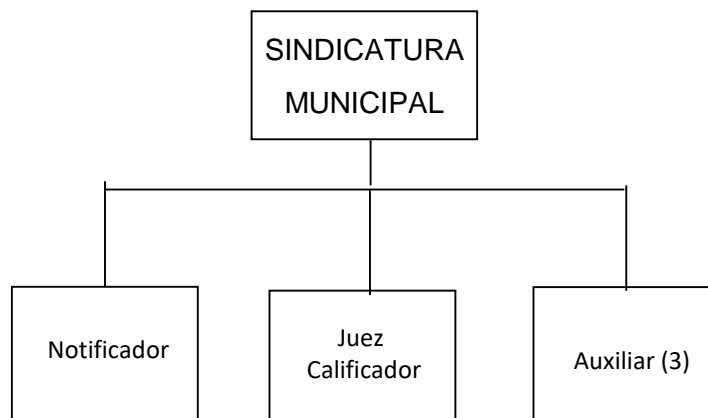 SINDICATURA
MUNICIPAL
Notificador
Juez
Calificador
Auxiliar (3)